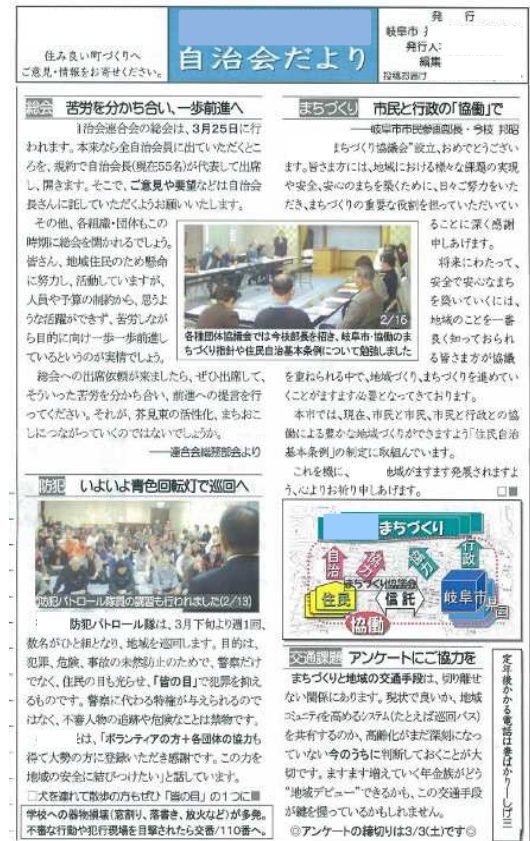 住み良い町づくりへ
ご意見・情報をお寄せください。
自治会だより
発行
岐阜市
発行人:
編集
総会 苦労を分かち合い、一歩前進へ
自治会連合会の総会は、3月25日に行
われます。本来なら全自治会員に出ていただくとこ
ろを、規約で自治会長(現在55名)が代表して出席
し、開きます。そこで、ご意見や要望などは自治会
長さんに託していただくようお願いいたします。
その他、各組織・団体もこの
時期に総会を開かれるでしょう。
皆さん、地域住民のため懸命
に努力し、活動していますが、
人員や予算の制約から、思うよ
うな活躍ができず、苦労しなが
ら目的に向け一歩一歩前進し
ているというのが実情でしょう。
総会への出席依頼が来ましたら、ぜひ出席して、
そういった苦労を分かち合い、前進への提言を行
ってください。それが、芥見東の活性化、まちおこ
しにつながっていくのではないでしょうか。
――連合会総務部会より
2/16
各種団体協議会では今枝部長を招き、岐阜市・協働のま
ちづくり指針や住民自治基本条例について勉強しました
防犯 いよいよ青色回転灯で巡回へ
防犯パトロール隊員の講習も行われました(2/13)
防犯パトロール隊は、3月下旬より週1回、
数名がひと組となり、地域を巡回します。目的は、
犯罪、危険、事故の未然防止のためで、警察だけ
でなく、住民の目も光らせ、「皆の目」で犯罪を抑え
るものです。警察に代わる特権が与えられるので
はなく、不審人物の追跡や危険なことは禁物です。
は、「ボランティアの方+各団体の協力も
得て大勢の方に登録いただき感謝です。この力を
地域の安全に結びつけたい」と話しています。
□犬を連れて散歩の方もぜひ「皆の目」の1つに■
学校への器物損壊(窓割り、落書き、放火など)が多発。
不審な行動や犯行現場を目撃されたら交番/110番へ。
まちづくり 市民と行政の「協働」で
――岐阜市市民参画部長・今枝 邦昭
まちづくり協議会”設立、おめでとうござい
ます。皆さま方には、地域における様々な課題の実現
や安全、安心のまちを築くために、日々ご努力をいた
だき、まちづくりの重要な役割を担っていただいてい
ることに深く感謝
申しあげます。
将来にわたって、
安全で安心なまち
を築いていくには、
地域のことを一番
良く知っておられ
る皆さま方が協議
を重ねられる中で、地域づくり、まちづくりを進めてい
くことがますます必要となってきております。
本市では、現在、市民と市民、市民と行政との協
働による豊かな地域づくりができますよう「住民自治
基本条例」の制定に取組んでいます。
これを機に、 地域がますます発展されますよ
う、心よりお祈り申しあげます。 □■
まちづくり
自治
協力
協力
行政
まちづくり協議会
住民
信託
岐阜市
国
協働
交通課題 アンケートにご協力を
まちづくりと地域の交通手段は、切り離せ
ない関係にあります。現状で良いか、地域
コミュニティを高めるシステム(たとえば巡回バス)
を共有するのか、高齢化がまだ深刻になっ
ていない今のうちに判断しておくことが大
切です。ますます増えていく年金族がどう
“地域デビュー”できるかも、この交通手段
が鍵を握っているかもしれません。
◎アンケートの締切りは3/3(土)です◎
定年後かかる電話は妻ばかり―しげ三